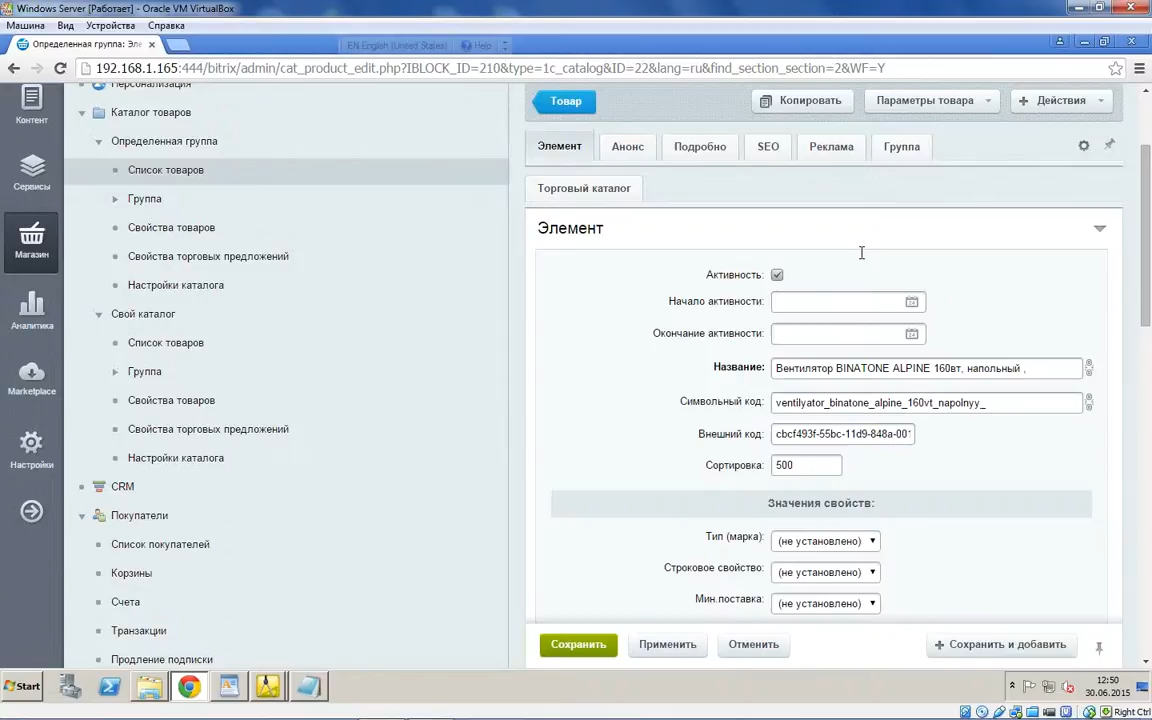 Windows Server [Работает] - Oracle VM VirtualBox
Машина Вид Устройства Справка
Определенная группа: Эле
EN English (United States) Help
192.168.1.165:444/bitrix/admin/cat_product_edit.php?IBLOCK_ID=210&type=1c_catalog&ID=22&lang=ru&find_section_section=2&WF=Y
Контент
Сервисы
Магазин
Аналитика
Marketplace
Настройки
Персонализация
Каталог товаров
Определенная группа
Список товаров
Группа
Свойства товаров
Свойства торговых предложений
Настройки каталога
Свой каталог
Список товаров
Группа
Свойства товаров
Свойства торговых предложений
Настройки каталога
CRM
Покупатели
Список покупателей
Корзины
Счета
Транзакции
Продление подписки
Товар
Копировать
Параметры товара
+ Действия
Элемент Анонс Подробно SEO Реклама Группа
Торговый каталог
Элемент
Активность:
Начало активности:
Окончание активности:
Название: Вентилятор BINATONE ALPINE 160вт, напольный ,
Символьный код: ventilyator_binatone_alpine_160vt_napolnyy_
Внешний код: cbcf493f-55bc-11d9-848a-001
Сортировка: 500
Значения свойств:
Тип (марка): (не установлено)
Строковое свойство: (не установлено)
Мин.поставка: (не установлено)
Сохранить Применить Отменить + Сохранить и добавить
Start
12:50
30.06.2015
Right Ctrl